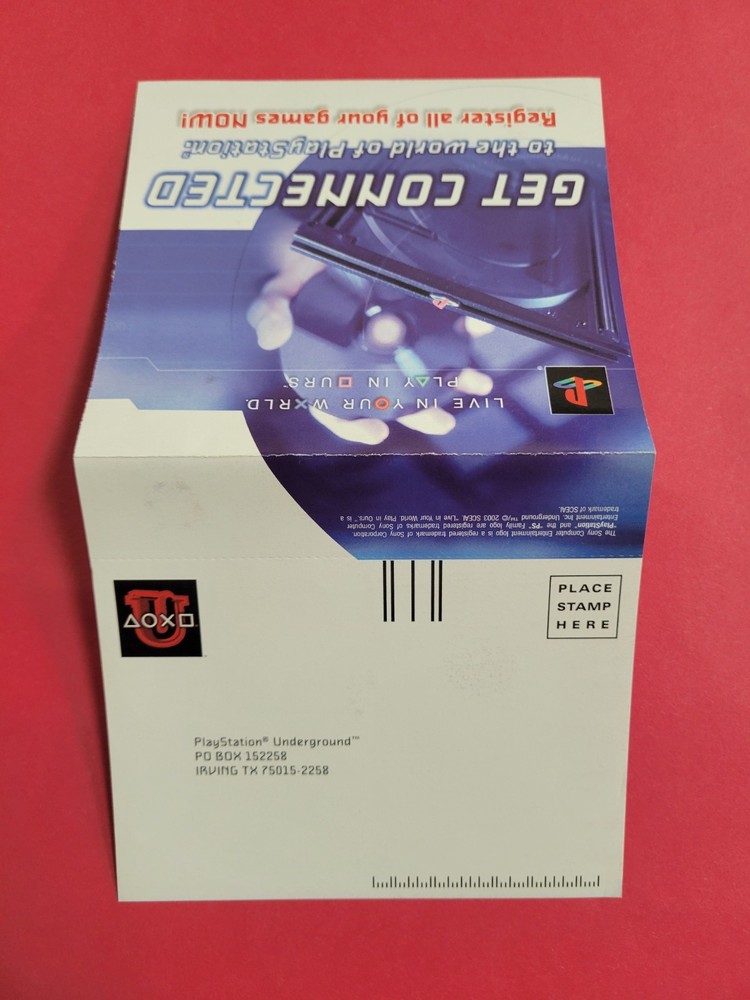 Register all of your games NOW!
to the world of PlayStation®
GET CONNECTED
LIVE IN YOUR WXRLD.
PLAY IN OURS™
The Sony Computer Entertainment logo is a registered trademark of Sony Corporation
"PlayStation" and the "PS" Family logo are registered trademarks of Sony Computer
Entertainment Inc. Underground ©/™ 2003 SCEA. "Live in Your World. Play in Ours." is a
trademark of SCEA.
PLACE
STAMP
HERE
U
△O✕□
PlayStation® Underground™
PO BOX 152258
IRVING TX 75015-2258